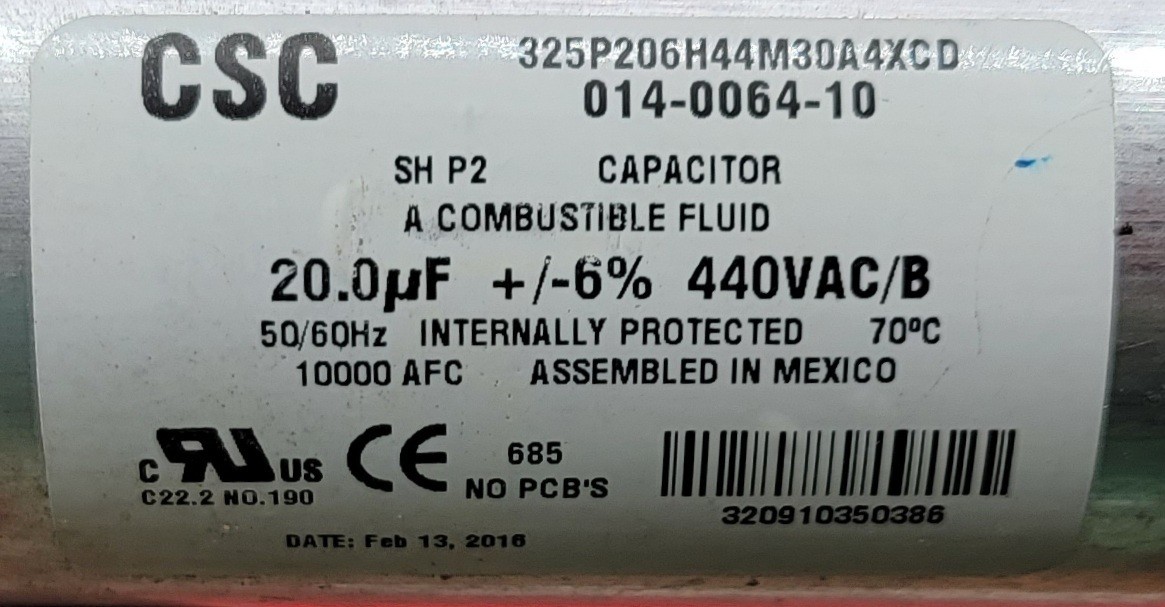 CSC
325P206H44M30A4XCD
014-0064-10
SH P2 CAPACITOR
A COMBUSTIBLE FLUID
20.0µF +/-6% 440VAC/B
50/60Hz INTERNALLY PROTECTED 70ºC
10000 AFC ASSEMBLED IN MEXICO
C RU US CE 685
C22.2 NO.190 NO PCB'S
320910350386
DATE: Feb 13, 2016